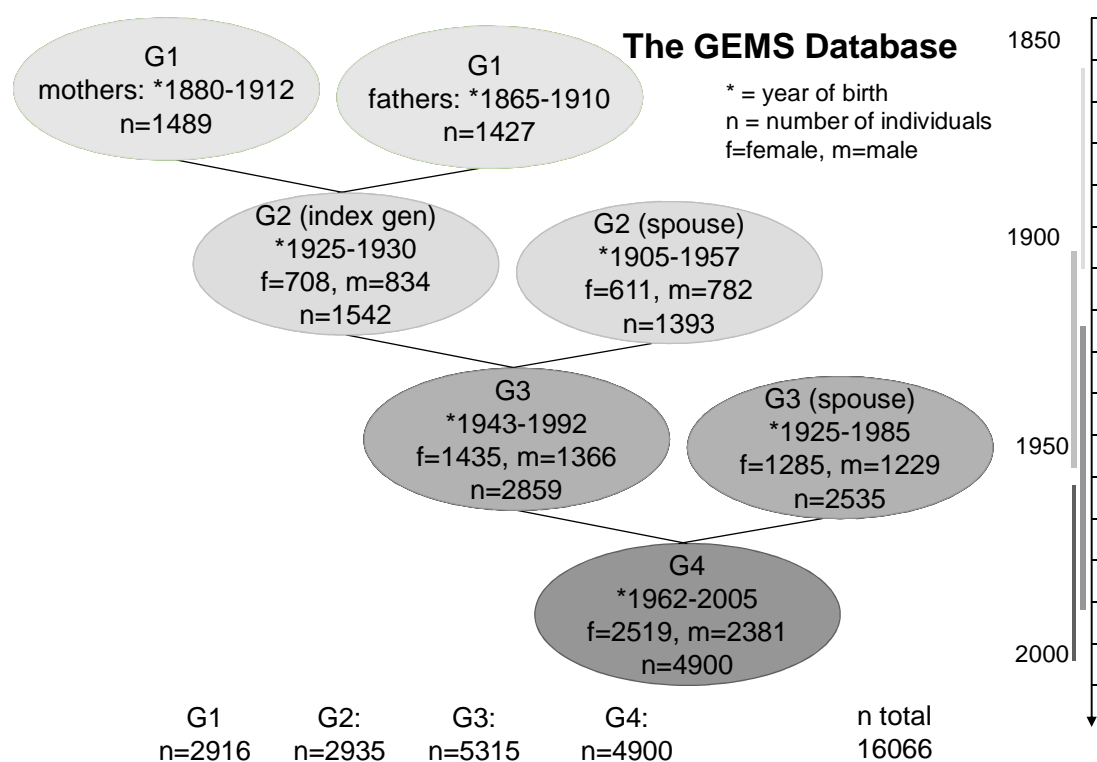 The GEMS Database
* = year of birth
n = number of individuals
f=female, m=male
G1
mothers: *1880-1912
n=1489
G1
fathers: *1865-1910
n=1427
G2 (index gen)
*1925-1930
f=708, m=834
n=1542
G2 (spouse)
*1905-1957
f=611, m=782
n=1393
G3
*1943-1992
f=1435, m=1366
n=2859
G3 (spouse)
*1925-1985
f=1285, m=1229
n=2535
G4
*1962-2005
f=2519, m=2381
n=4900
1850
1900
1950
2000
G1
n=2916
G2:
n=2935
G3:
n=5315
G4:
n=4900
n total
16066